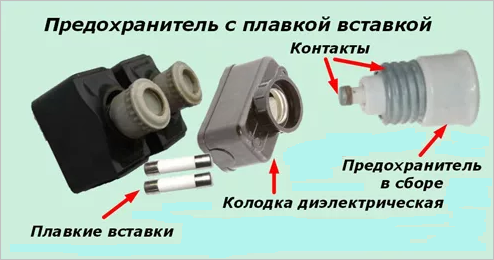 Предохранитель с плавкой вставкой
Контакты
Предохранитель
в сборе
Колодка диэлектрическая
Плавкие вставки